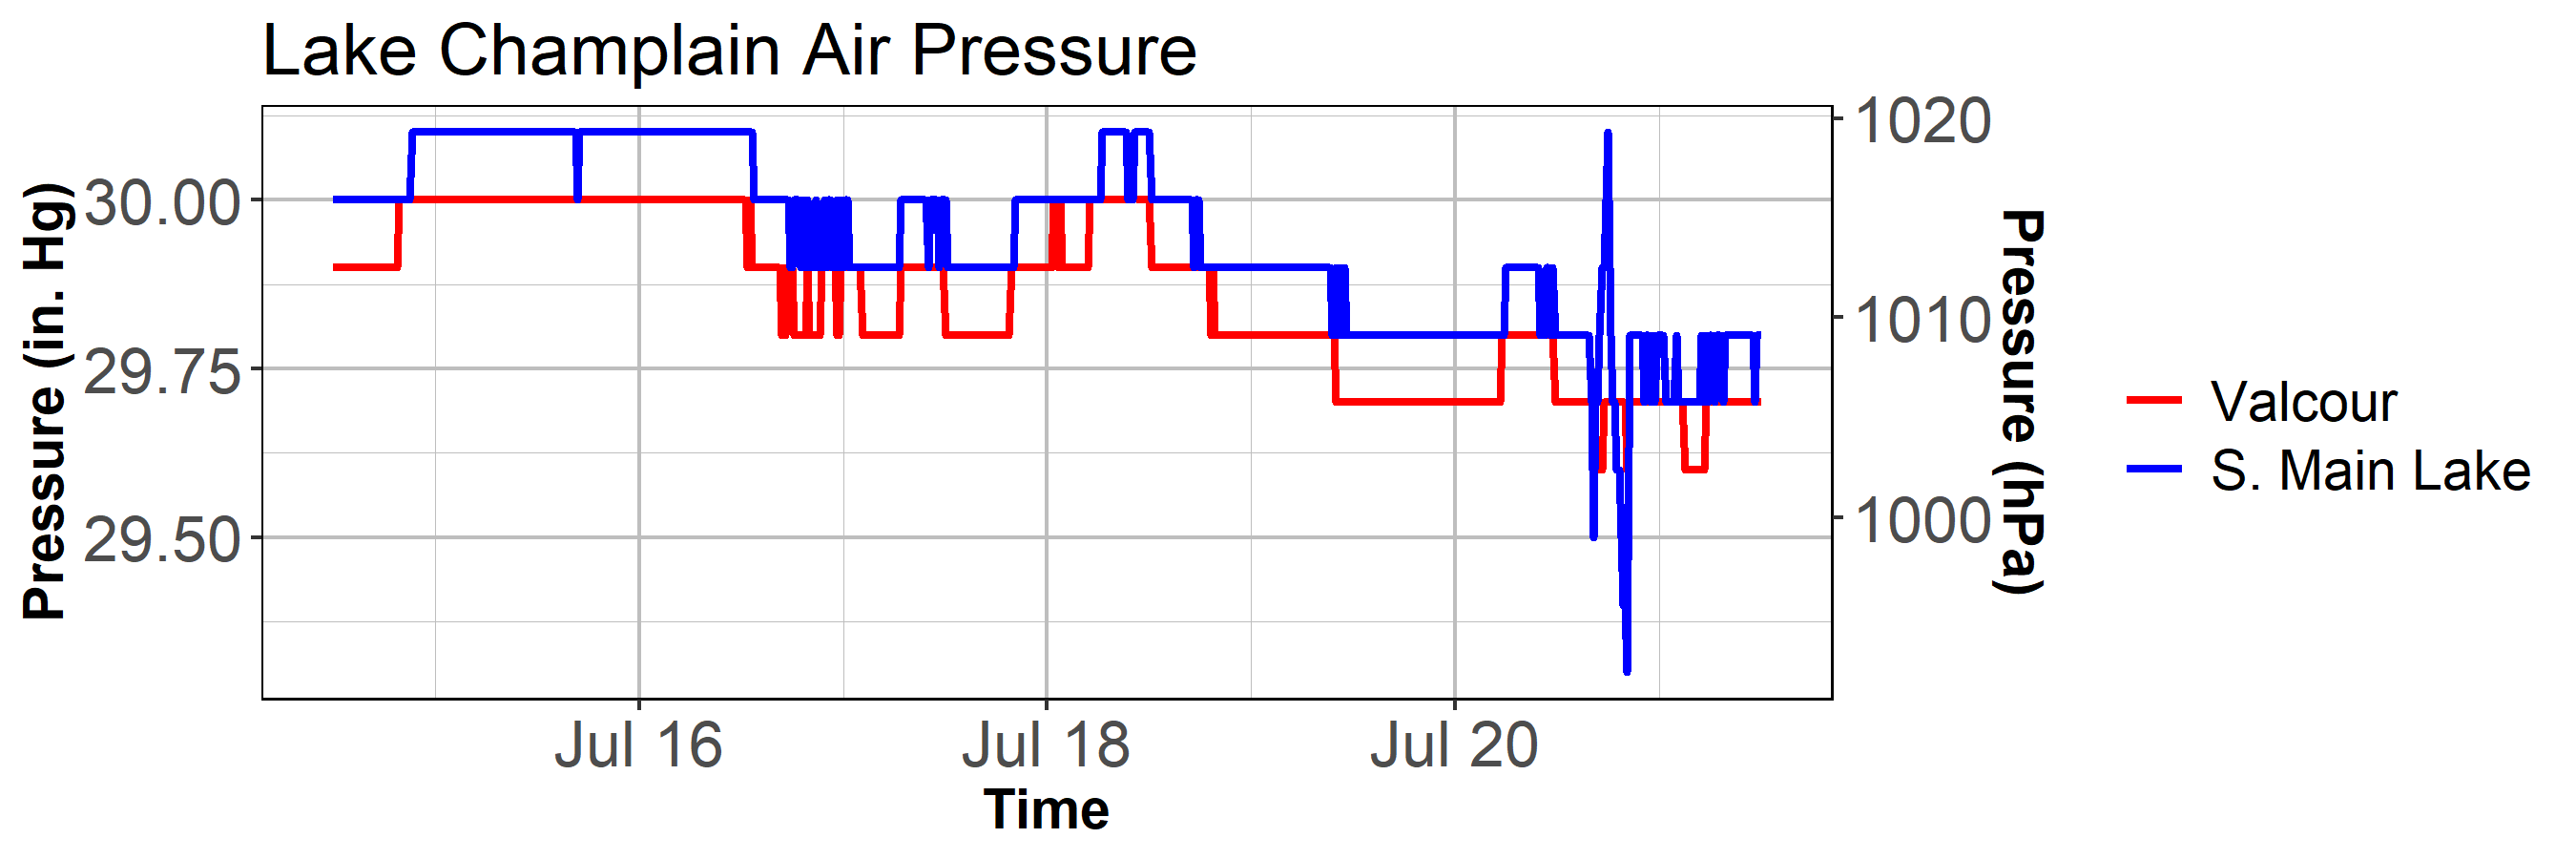 Lake Champlain Air Pressure
Pressure (in. Hg)
30.00
29.75
29.50
1020
1010
1000
Pressure (hPa)
Jul 16
Jul 18
Jul 20
Time
Valcour
S. Main Lake